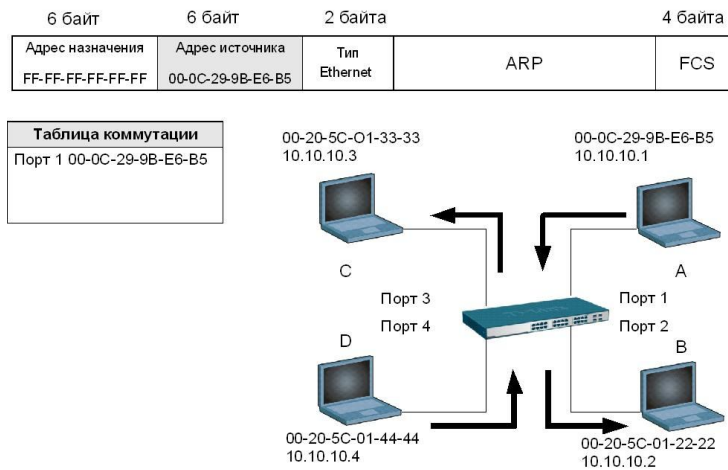 6 байт
6 байт
2 байта
4 байта
Адрес назначения
FF-FF-FF-FF-FF-FF
Адрес источника
00-0C-29-9B-E6-B5
Тип
Ethernet
ARP
FCS
Таблица коммутации
Порт 1 00-0C-29-9B-E6-B5
00-20-5C-O1-33-33
10.10.10.3
00-0C-29-9B-E6-B5
10.10.10.1
C
A
Порт 3
Порт 1
Порт 4
Порт 2
D
B
00-20-5C-01-44-44
10.10.10.4
00-20-5C-01-22-22
10.10.10.2